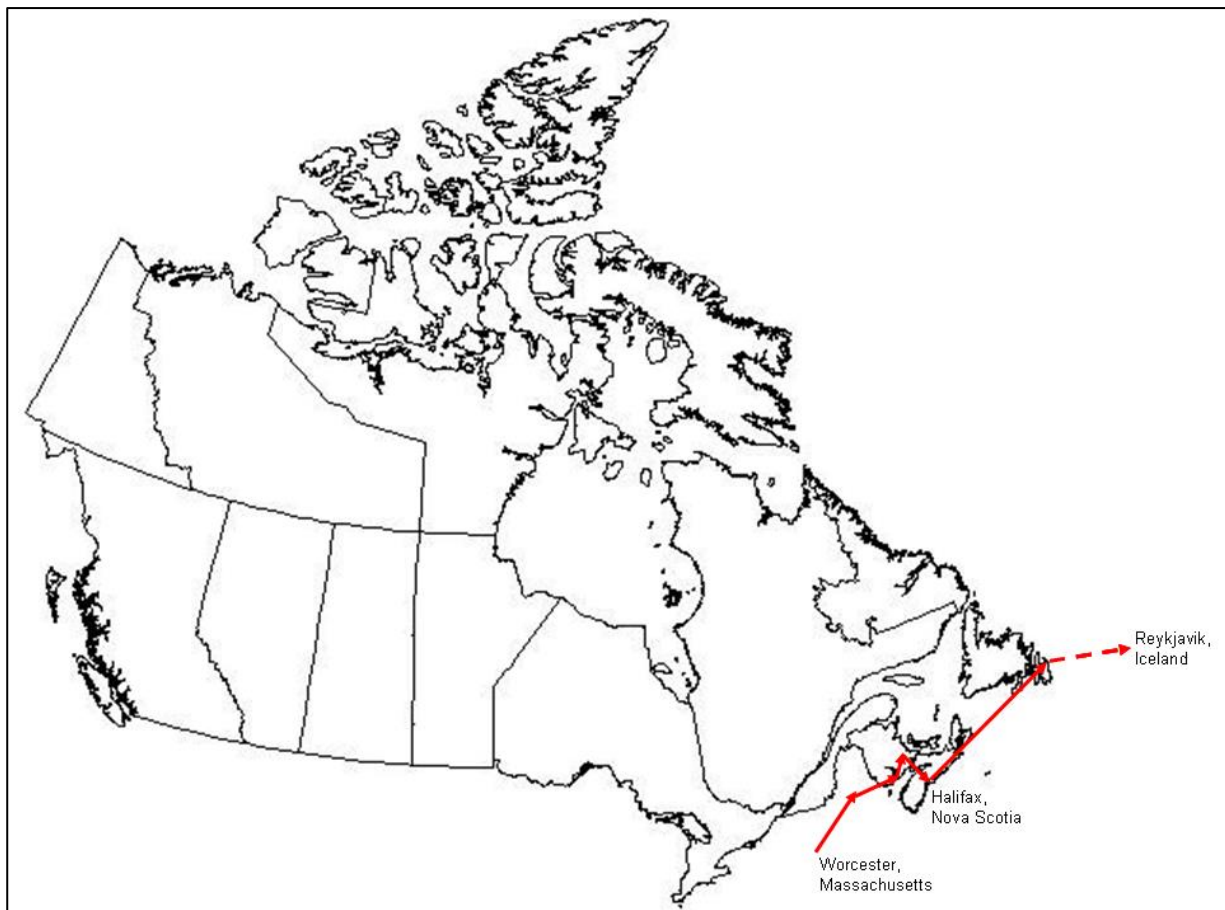 Reykjavik,
Iceland
Halifax,
Nova Scotia
Worcester,
Massachusetts